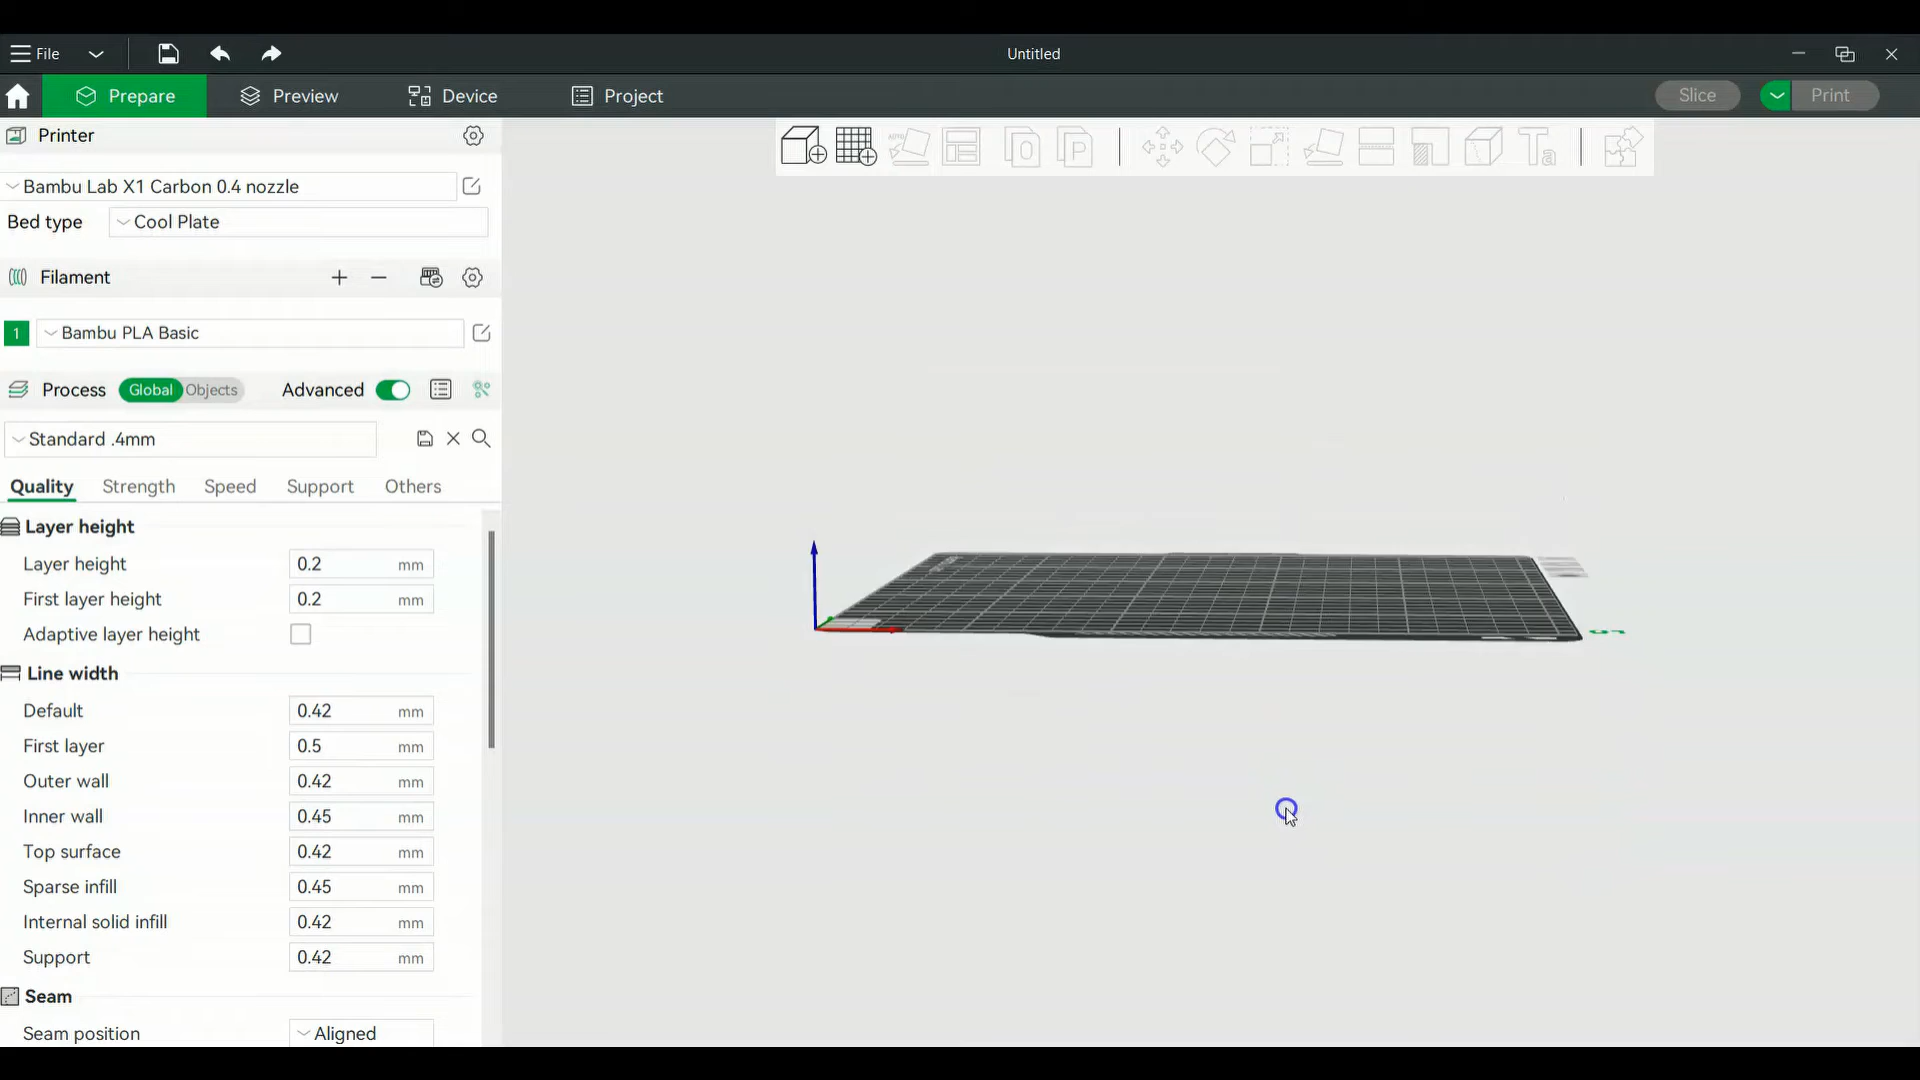 File
Untitled
Prepare
Preview
Device
Project
Slice
Print
Printer
Bambu Lab X1 Carbon 0.4 nozzle
Bed type
Cool Plate
Filament
1
Bambu PLA Basic
Process
Global
Objects
Advanced
Standard .4mm
Quality
Strength
Speed
Support
Others
Layer height
Layer height 0.2 mm
First layer height 0.2 mm
Adaptive layer height
Line width
Default 0.42 mm
First layer 0.5 mm
Outer wall 0.42 mm
Inner wall 0.45 mm
Top surface 0.42 mm
Sparse infill 0.45 mm
Internal solid infill 0.42 mm
Support 0.42 mm
Seam
Seam position Aligned